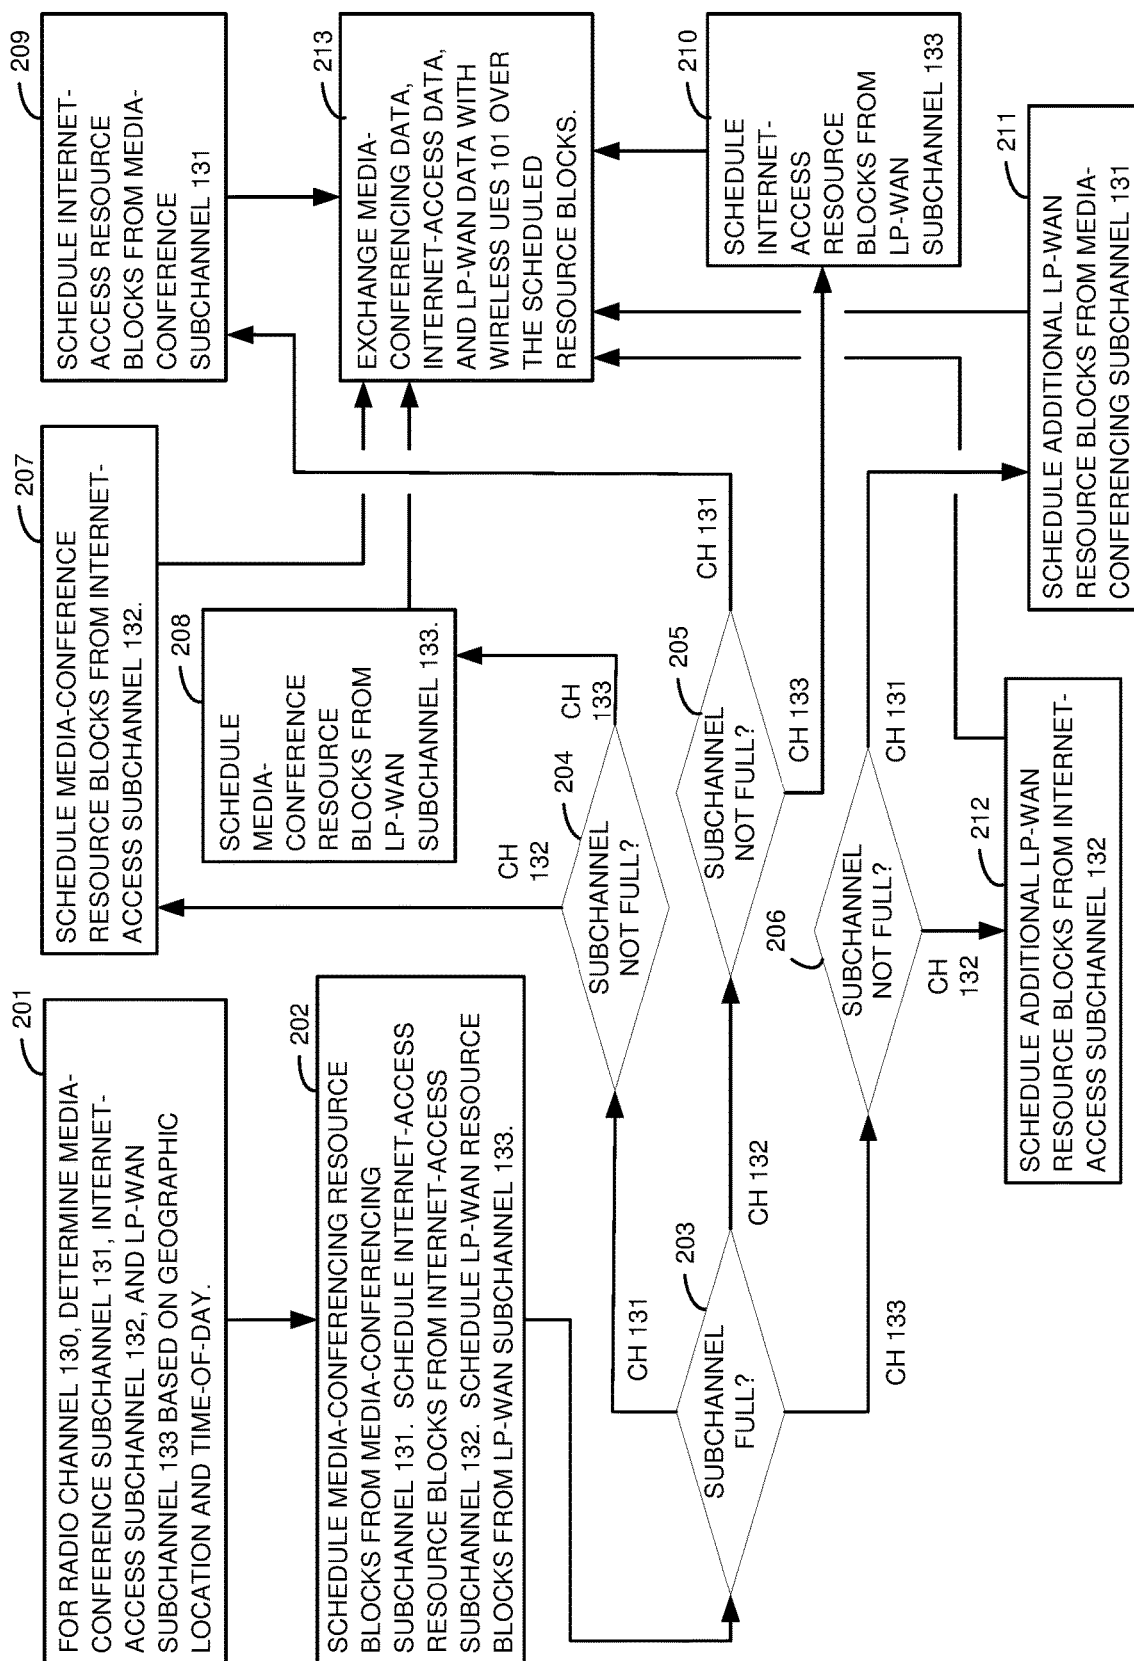 201
FOR RADIO CHANNEL 130, DETERMINE MEDIA-
CONFERENCE SUBCHANNEL 131, INTERNET-
ACCESS SUBCHANNEL 132, AND LP-WAN
SUBCHANNEL 133 BASED ON GEOGRAPHIC
LOCATION AND TIME-OF-DAY.
202
SCHEDULE MEDIA-CONFERENCING RESOURCE
BLOCKS FROM MEDIA-CONFERENCING
SUBCHANNEL 131. SCHEDULE INTERNET-ACCESS
RESOURCE BLOCKS FROM INTERNET-ACCESS
SUBCHANNEL 132. SCHEDULE LP-WAN RESOURCE
BLOCKS FROM LP-WAN SUBCHANNEL 133.
203
SUBCHANNEL
FULL?
CH 131
CH 132
CH 133
204
SUBCHANNEL
NOT FULL?
CH
132
CH
133
205
SUBCHANNEL
NOT FULL?
CH 131
CH 133
206
SUBCHANNEL
NOT FULL?
CH 131
CH
132
207
SCHEDULE MEDIA-CONFERENCE
RESOURCE BLOCKS FROM INTERNET-
ACCESS SUBCHANNEL 132.
208
SCHEDULE
MEDIA-
CONFERENCE
RESOURCE
BLOCKS FROM
LP-WAN
SUBCHANNEL 133.
209
SCHEDULE INTERNET-
ACCESS RESOURCE
BLOCKS FROM MEDIA-
CONFERENCE
SUBCHANNEL 131
210
SCHEDULE
INTERNET-
ACCESS
RESOURCE
BLOCKS FROM
LP-WAN
SUBCHANNEL 133
211
SCHEDULE ADDITIONAL LP-WAN
RESOURCE BLOCKS FROM MEDIA-
CONFERENCING SUBCHANNEL 131
212
SCHEDULE ADDITIONAL LP-WAN
RESOURCE BLOCKS FROM INTERNET-
ACCESS SUBCHANNEL 132
213
EXCHANGE MEDIA-
CONFERENCING DATA,
INTERNET-ACCESS DATA,
AND LP-WAN DATA WITH
WIRELESS UES 101 OVER
THE SCHEDULED
RESOURCE BLOCKS.